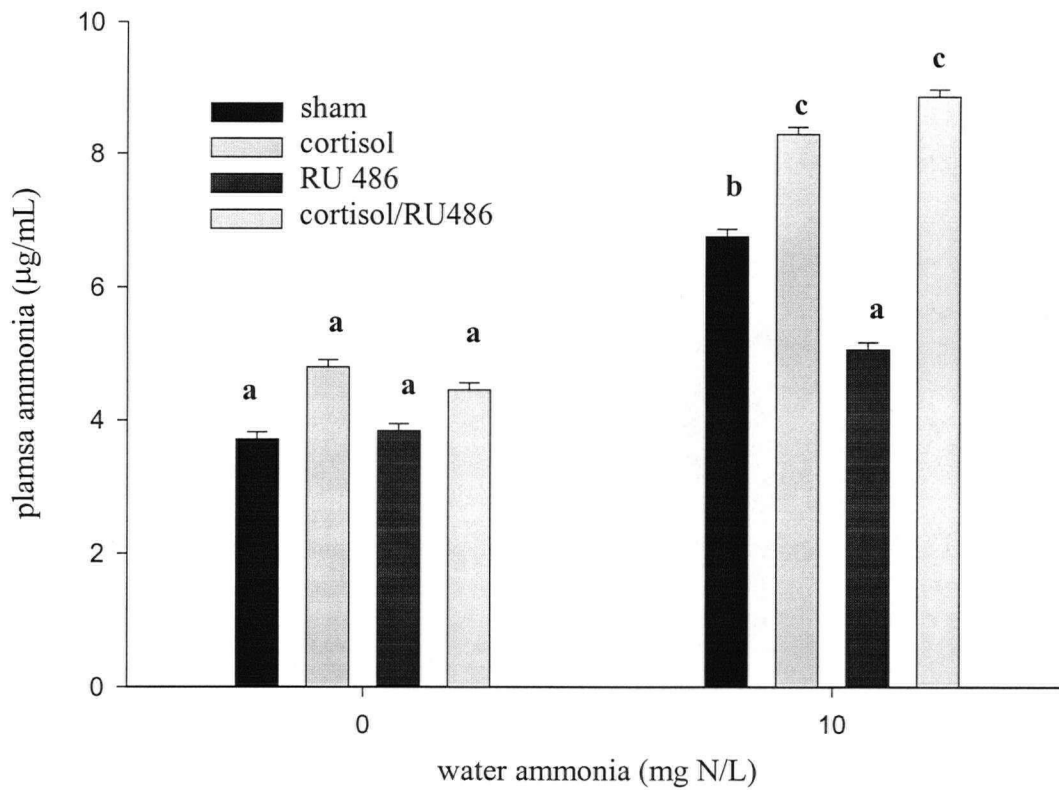 10
8
6
4
2
0
plamsa ammonia (µg/mL)
sham
cortisol
RU 486
cortisol/RU486
a
a
a
a
b
c
a
c
0
10
water ammonia (mg N/L)